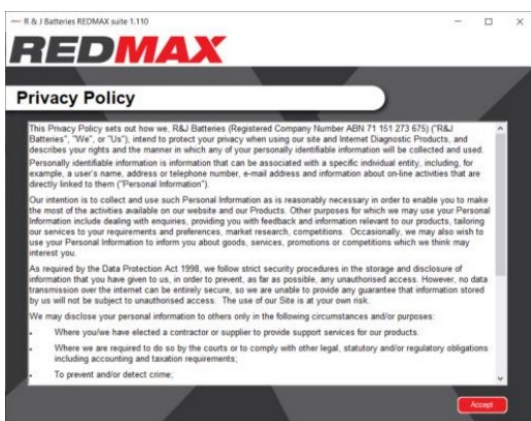 R & J Batteries REDMAX suite 1.110
REDMAX
Privacy Policy
This Privacy Policy sets out how we, R&J Batteries (Registered Company Number ABN 71 151 273 675) ("R&J
Batteries", "We", or "Us"), intend to protect your privacy when using our site and Internet Diagnostic Products, and
describes your rights and the manner in which any of your personally identifiable information will be collected and used.
Personally identifiable information is information that can be associated with a specific individual entity, including, for
example, a user's name, address or telephone number, e-mail address and information about on-line activities that are
directly linked to them ("Personal Information").
Our intention is to collect and use such Personal Information as is reasonably necessary in order to enable you to make
the most of the activities available on our website and our Products. Other purposes for which we may use your Personal
Information include dealing with enquiries, providing you with feedback and information relevant to our products, tailoring
our services to your requirements and preferences, market research, competitions. Occasionally, we may also wish to
use your Personal Information to inform you about goods, services, promotions or competitions which we think may
interest you.
As required by the Data Protection Act 1998, we follow strict security procedures in the storage and disclosure of
information that you have given to us, in order to prevent, as far as possible, any unauthorised access. However, no data
transmission over the internet can be entirely secure, so we are unable to provide any guarantee that information stored
by us will not be subject to unauthorised access. The use of our Site is at your own risk.
We may disclose your personal information to others only in the following circumstances and/or purposes:
• Where you/we have elected a contractor or supplier to provide support services for our products.
• Where we are required to do so by the courts or to comply with other legal, statutory and/or regulatory obligations
including accounting and taxation requirements;
• To prevent and/or detect crime;
Accept